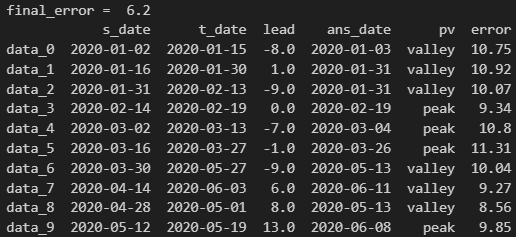 final_error =  6.2
            s_date      t_date  lead    ans_date      pv  error
data_0  2020-01-02  2020-01-15  -8.0  2020-01-03  valley  10.75
data_1  2020-01-16  2020-01-30   1.0  2020-01-31  valley  10.92
data_2  2020-01-31  2020-02-13  -9.0  2020-01-31  valley  10.07
data_3  2020-02-14  2020-02-19   0.0  2020-02-19    peak   9.34
data_4  2020-03-02  2020-03-13  -7.0  2020-03-04    peak   10.8
data_5  2020-03-16  2020-03-27  -1.0  2020-03-26    peak  11.31
data_6  2020-03-30  2020-05-27  -9.0  2020-05-13  valley  10.04
data_7  2020-04-14  2020-06-03   6.0  2020-06-11  valley   9.27
data_8  2020-04-28  2020-05-01   8.0  2020-05-13  valley   8.56
data_9  2020-05-12  2020-05-19  13.0  2020-06-08    peak   9.85